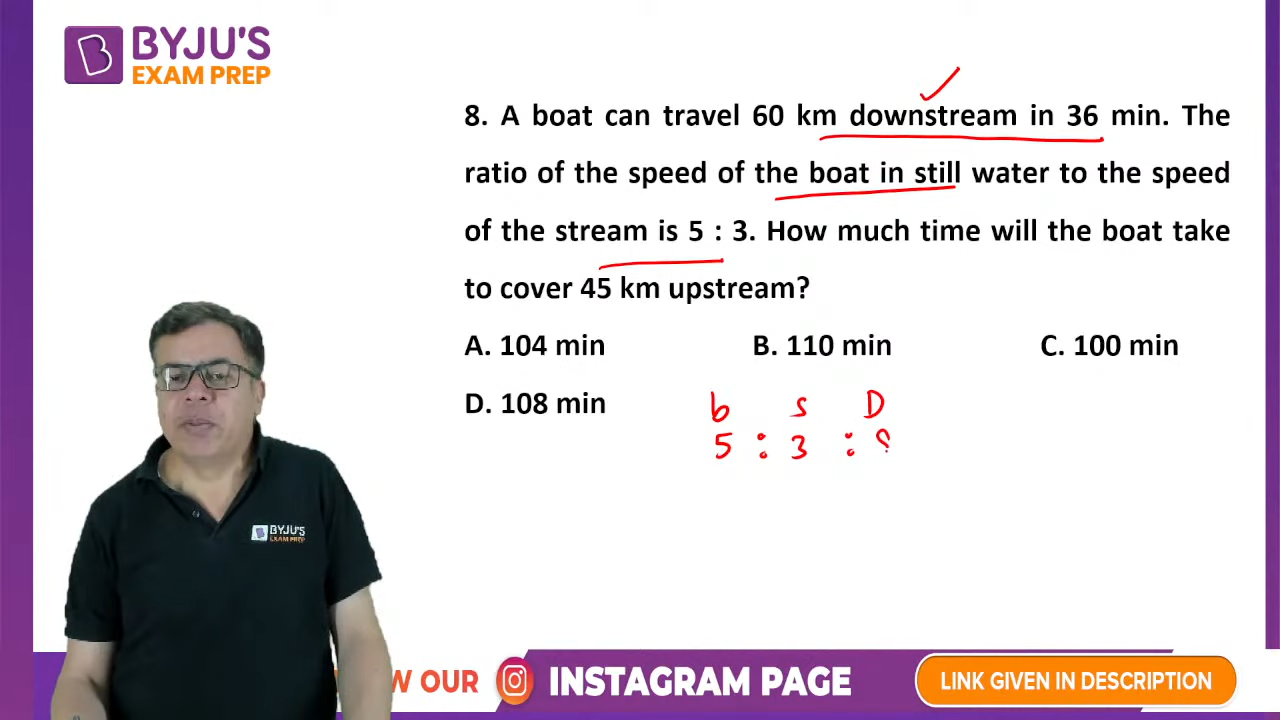 BYJU'S
EXAM PREP
8. A boat can travel 60 km downstream in 36 min. The
ratio of the speed of the boat in still water to the speed
of the stream is 5 : 3. How much time will the boat take
to cover 45 km upstream?
A. 104 min B. 110 min C. 100 min
D. 108 min
b s D
5 : 3 :
BYJU'S
EXAM PREP
W OUR INSTAGRAM PAGE LINK GIVEN IN DESCRIPTION